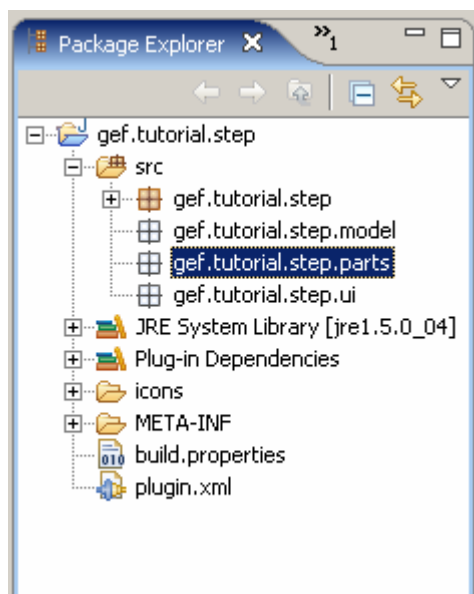 Package Explorer »1
gef.tutorial.step
src
gef.tutorial.step
gef.tutorial.step.model
gef.tutorial.step.parts
gef.tutorial.step.ui
JRE System Library [jre1.5.0_04]
Plug-in Dependencies
icons
META-INF
010 build.properties
plugin.xml